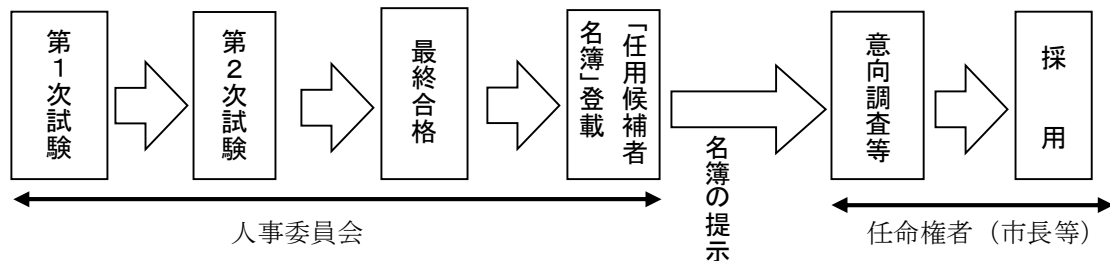 第１次試験
第２次試験
最終合格
「任用候補者
名簿」登載
名簿の提示
意向調査等
採用
人事委員会
任命権者（市長等）